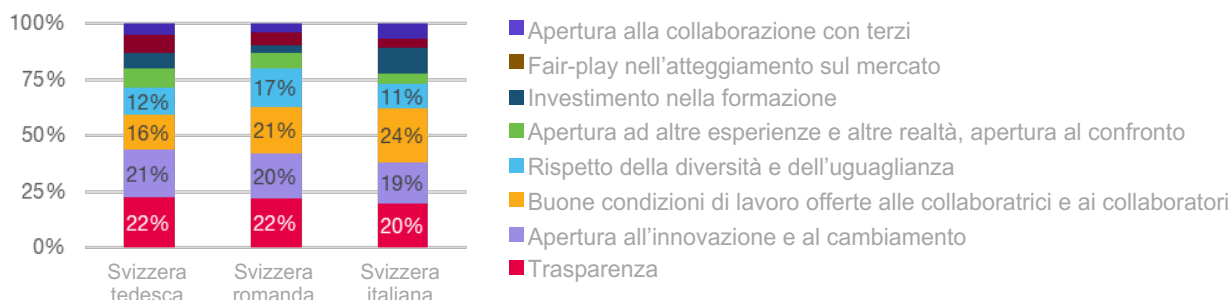 100%
75%
50%
25%
0%
12%
16%
21%
22%
17%
21%
20%
22%
11%
24%
19%
20%
Svizzera
tedesca
Svizzera
romanda
Svizzera
italiana
Apertura alla collaborazione con terzi
Fair-play nell’atteggiamento sul mercato
Investimento nella formazione
Apertura ad altre esperienze e altre realtà, apertura al confronto
Rispetto della diversità e dell’uguaglianza
Buone condizioni di lavoro offerte alle collaboratrici e ai collaboratori
Apertura all’innovazione e al cambiamento
Trasparenza